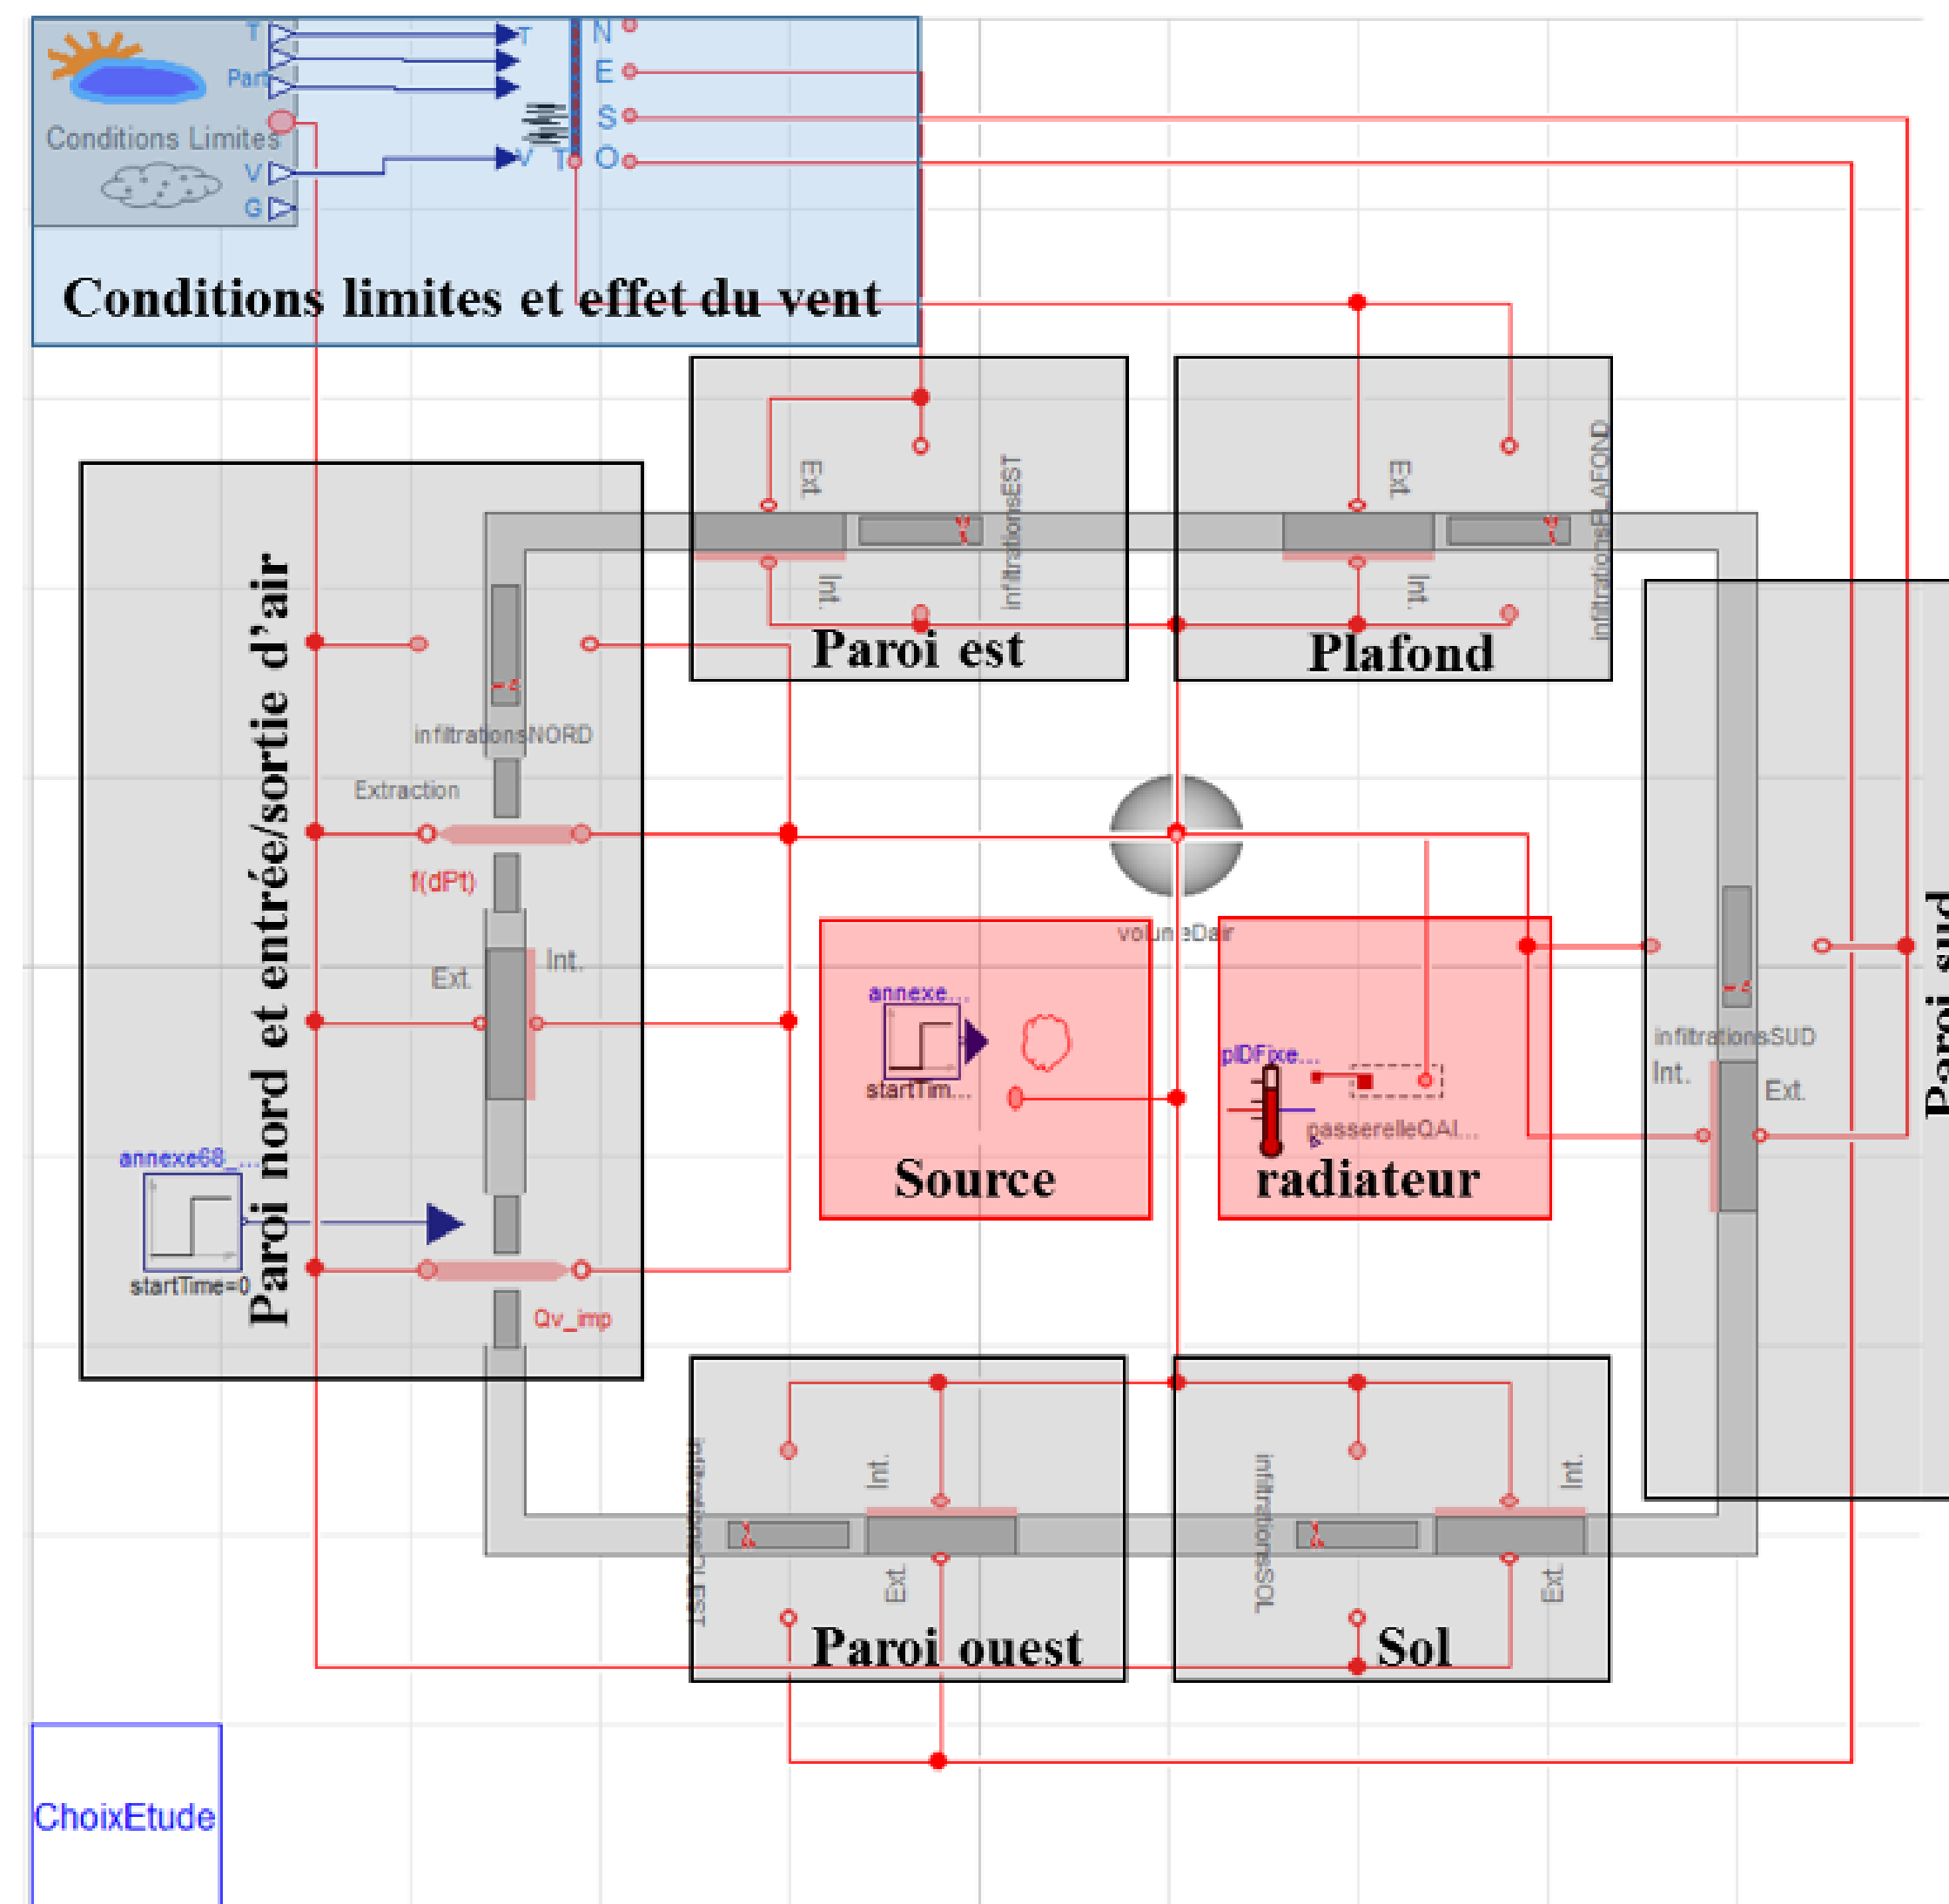 T
Part
Conditions Limites
V
G
T
V
T
N
E
S
O
Conditions limites et effet du vent
Ext.
infiltrationsEST
Int.
Paroi est
Ext.
infiltrationsPLAFOND
Int.
Plafond
Paroi nord et entrée/sortie d'air
infiltrationsNORD
Extraction
f(dPt)
Ext.
Int.
annexe68_...
startTime=0
Qv_imp
volumeDair
annexe...
startTim...
Source
pIDFixe...
passerelleQAI...
radiateur
infiltrationsSUD
Int.
Ext.
Paroi sud
infiltrationsOUEST
Int.
Ext.
Paroi ouest
infiltrationsSOL
Int.
Ext.
Sol
ChoixEtude